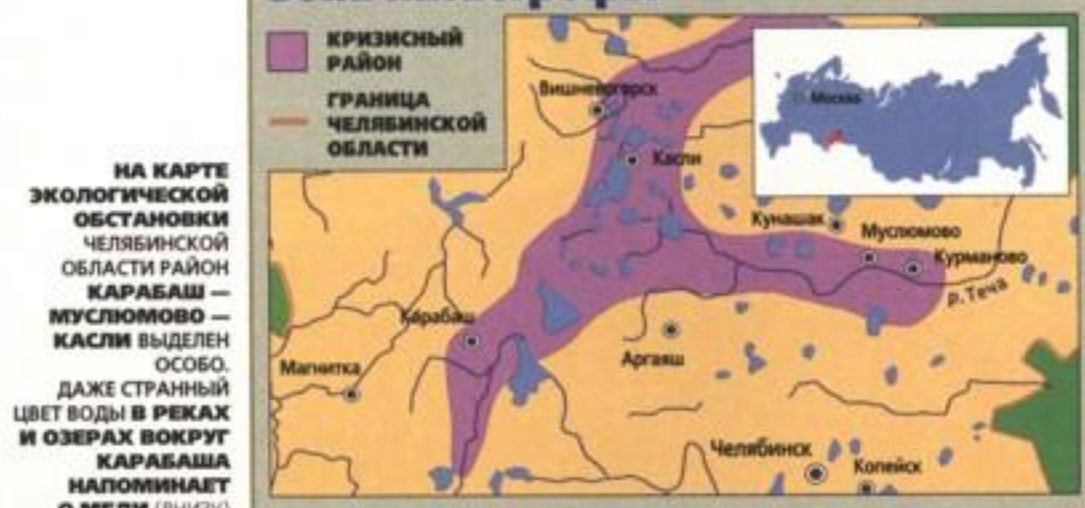 КРИЗИСНЫЙ
РАЙОН
ГРАНИЦА
ЧЕЛЯБИНСКОЙ
ОБЛАСТИ
НА КАРТЕ
ЭКОЛОГИЧЕСКОЙ
ОБСТАНОВКИ
ЧЕЛЯБИНСКОЙ
ОБЛАСТИ РАЙОН
КАРАБАШ —
МУСЛЮМОВО —
КАСЛИ ВЫДЕЛЕН
ОСОБО.
ДАЖЕ СТРАННЫЙ
ЦВЕТ ВОДЫ В РЕКАХ
И ОЗЕРАХ ВОКРУГ
КАРАБАША
НАПОМИНАЕТ
О МЕДИ (ВНИЗУ)
Москва
Вишневогорск
Касли
Кунашак
Муслюмово
Курманово
р. Теча
Карабаш
Магнитка
Аргаяш
Челябинск
Копейск